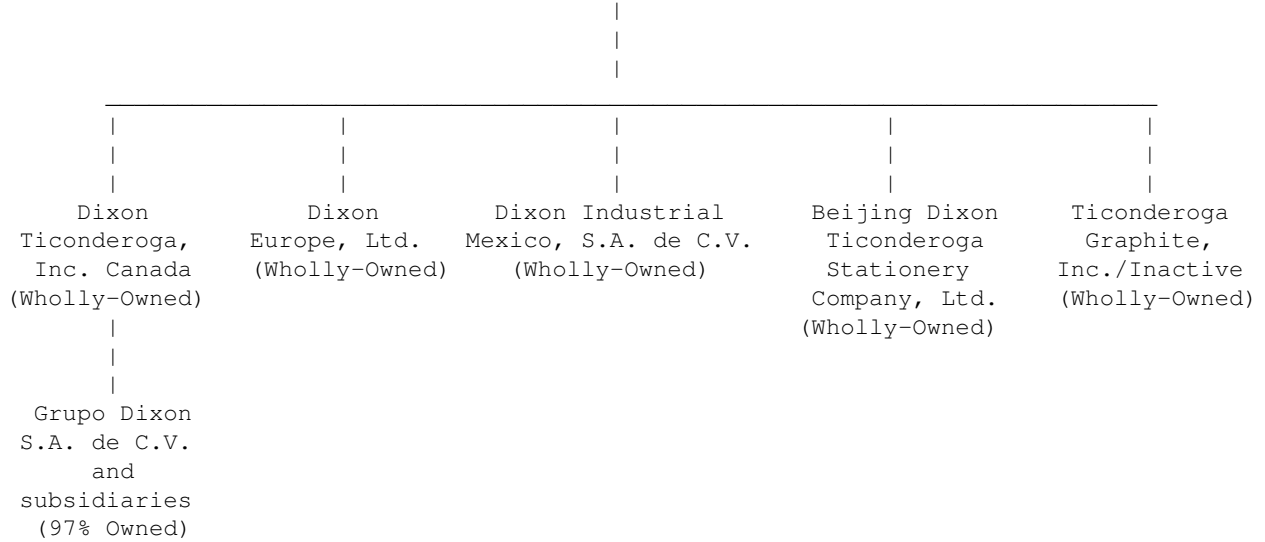 Dixon
Ticonderoga,
Inc. Canada
(Wholly-Owned)
Dixon
Europe, Ltd.
(Wholly-Owned)
Dixon Industrial
Mexico, S.A. de C.V.
(Wholly-Owned)
Beijing Dixon
Ticonderoga
Stationery
Company, Ltd.
(Wholly-Owned)
Ticonderoga
Graphite,
Inc./Inactive
(Wholly-Owned)
Grupo Dixon
S.A. de C.V.
and
subsidiaries
(97% Owned)